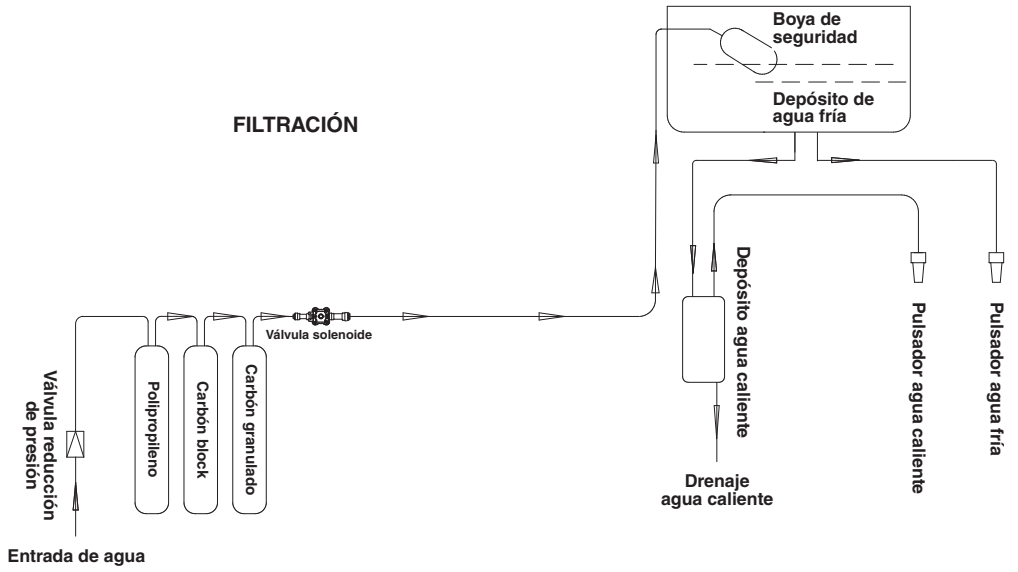 Boya de
seguridad
Depósito de
agua fría
FILTRACIÓN
Válvula solenoide
Válvula reducción
de presión
Polipropileno
Carbón block
Carbón granulado
Depósito agua caliente
Pulsador agua caliente
Pulsador agua fría
Drenaje
agua caliente
Entrada de agua